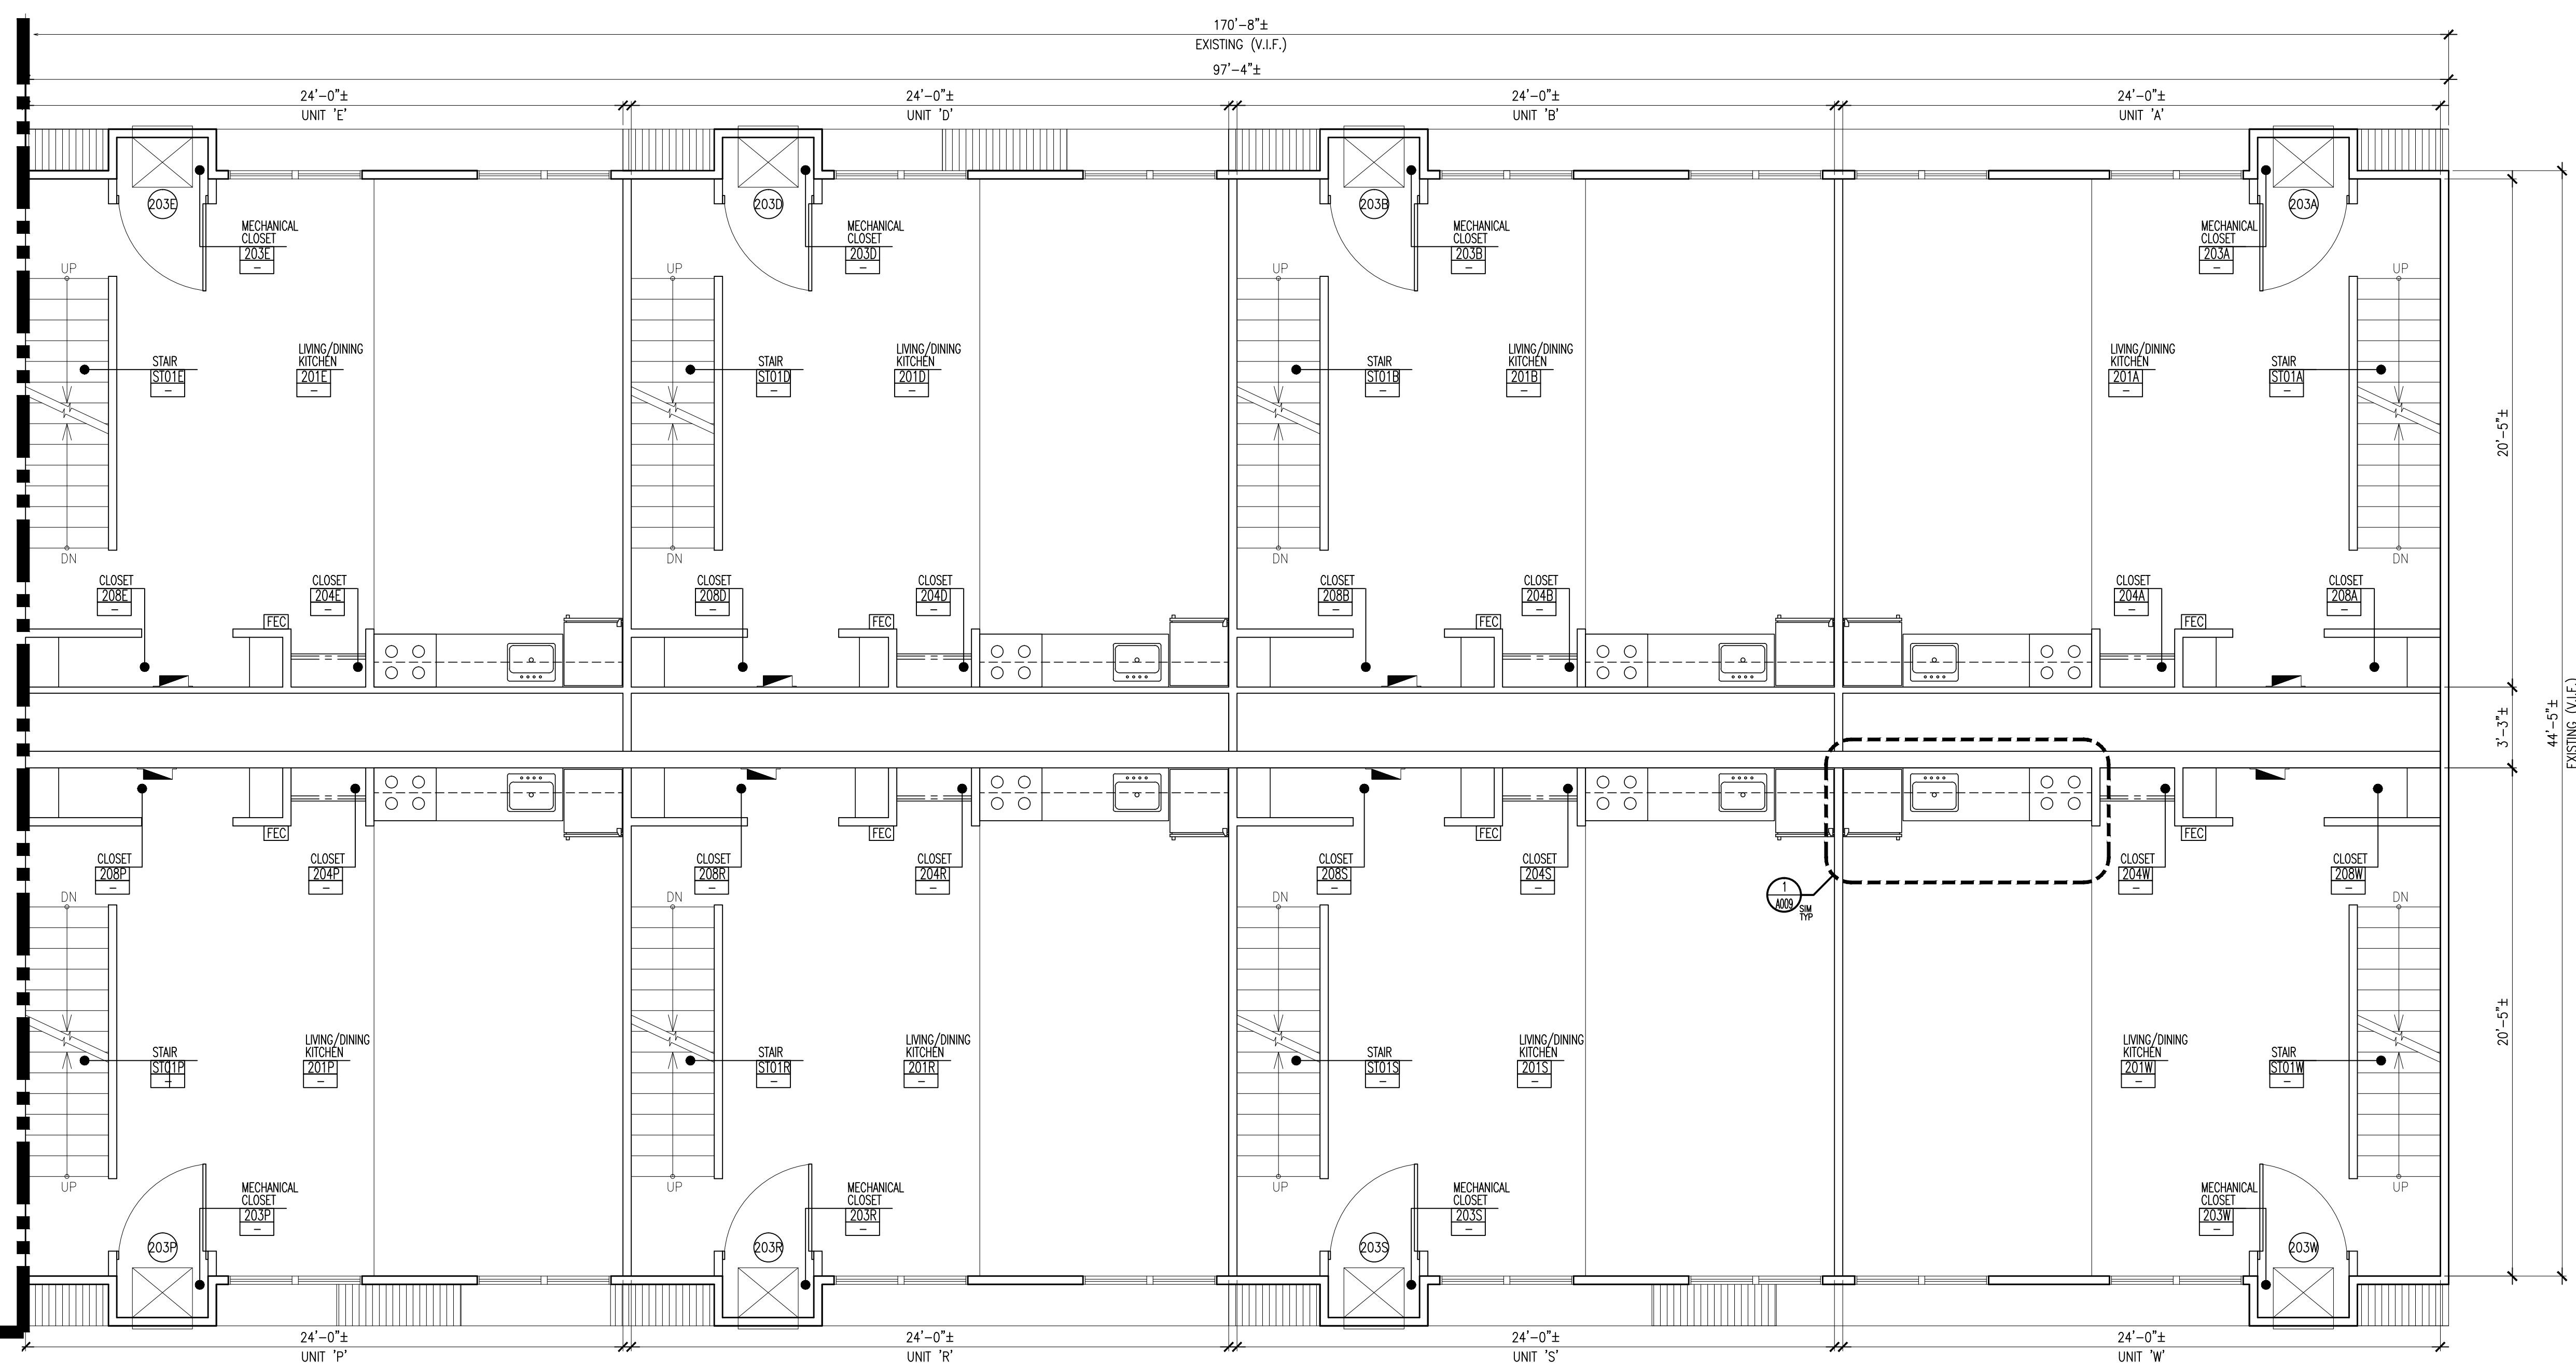 170'-8"±
EXISTING (V.I.F.)
97'-4"±
24'-0"±
UNIT 'E'
24'-0"±
UNIT 'D'
24'-0"±
UNIT 'B'
24'-0"±
UNIT 'A'
203E
203D
203B
203A
MECHANICAL
CLOSET
203E
–
MECHANICAL
CLOSET
203D
–
MECHANICAL
CLOSET
203B
–
MECHANICAL
CLOSET
203A
–
UP
UP
UP
UP
STAIR
ST01E
–
LIVING/DINING
KITCHEN
201E
–
STAIR
ST01D
–
LIVING/DINING
KITCHEN
201D
–
STAIR
ST01B
–
LIVING/DINING
KITCHEN
201B
–
LIVING/DINING
KITCHEN
201A
–
STAIR
ST01A
–
20'-5"±
DN
DN
DN
DN
CLOSET
208E
–
CLOSET
204E
–
CLOSET
208D
–
CLOSET
204D
–
CLOSET
208B
–
CLOSET
204B
–
CLOSET
204A
–
CLOSET
208A
–
FEC
FEC
FEC
FEC
3'-3"±
44'-5"±
EXISTING (V.I.F.)
FEC
FEC
FEC
FEC
CLOSET
208P
–
CLOSET
204P
–
CLOSET
208R
–
CLOSET
204R
–
CLOSET
208S
–
CLOSET
204S
–
CLOSET
204W
–
CLOSET
208W
–
1
A009
SIM
TYP
DN
DN
DN
DN
STAIR
ST01P
–
LIVING/DINING
KITCHEN
201P
–
STAIR
ST01R
–
LIVING/DINING
KITCHEN
201R
–
STAIR
ST01S
–
LIVING/DINING
KITCHEN
201S
–
LIVING/DINING
KITCHEN
201W
–
STAIR
ST01W
–
20'-5"±
UP
UP
UP
UP
MECHANICAL
CLOSET
203P
–
MECHANICAL
CLOSET
203R
–
MECHANICAL
CLOSET
203S
–
MECHANICAL
CLOSET
203W
–
203P
203R
203S
203W
24'-0"±
UNIT 'P'
24'-0"±
UNIT 'R'
24'-0"±
UNIT 'S'
24'-0"±
UNIT 'W'